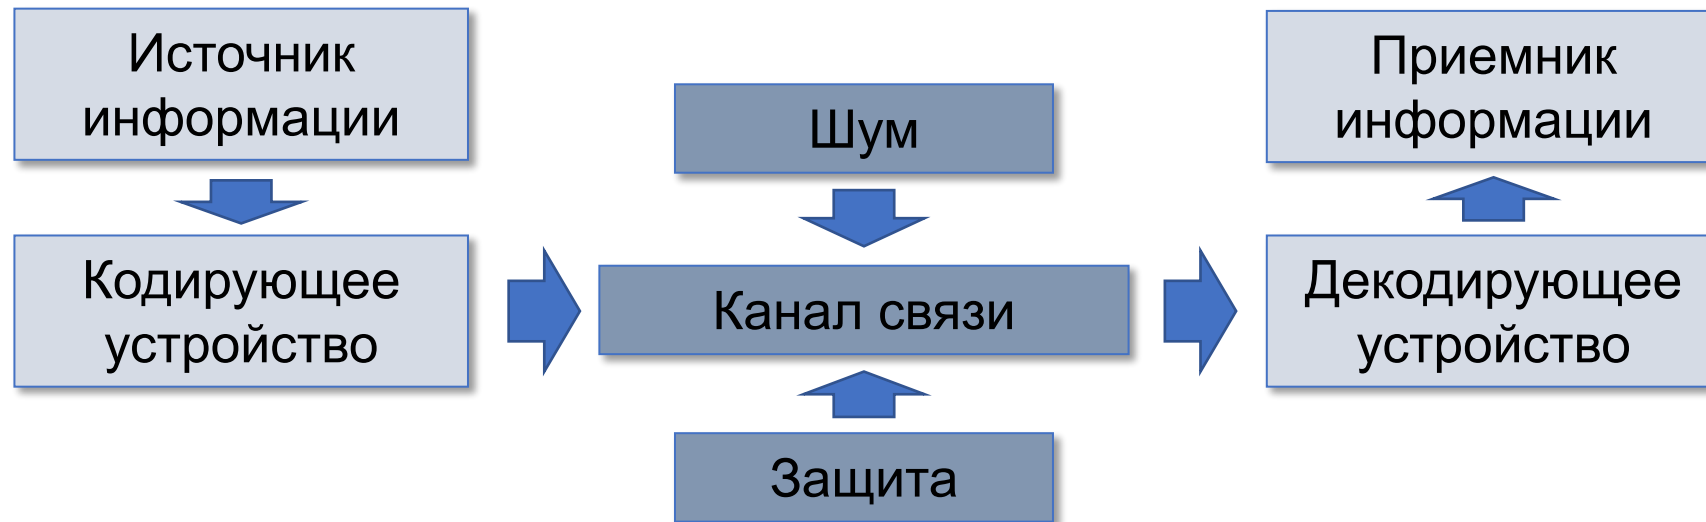 Источник
информации
Кодирующее
устройство
Шум
Канал связи
Защита
Приемник
информации
Декодирующее
устройство